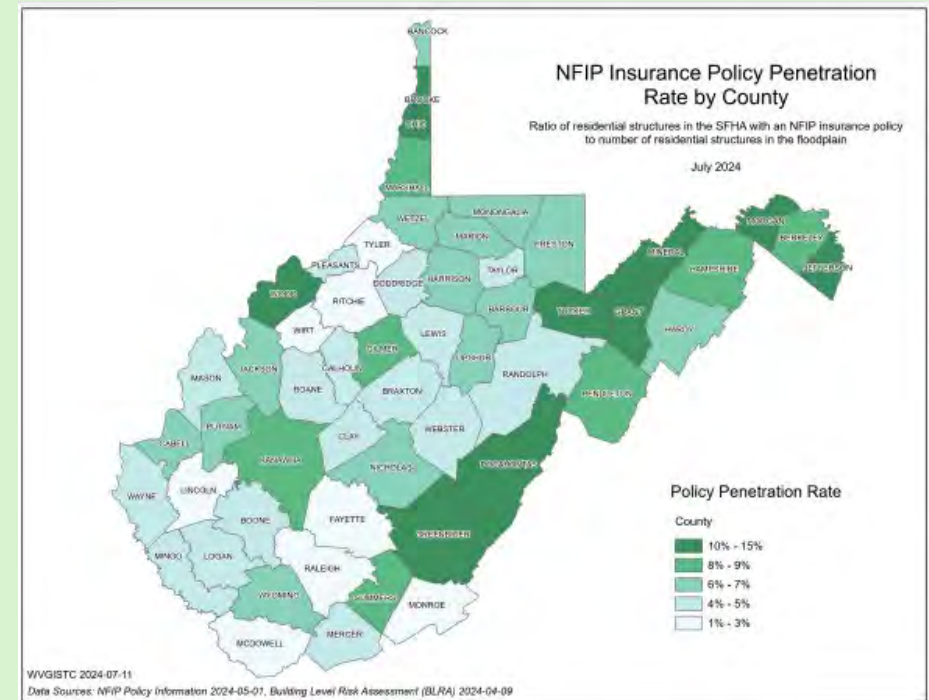 HANCOCK
BROOKE
OHIO
MARSHALL
NFIP Insurance Policy Penetration
Rate by County
Ratio of residential structures in the SFHA with an NFIP insurance policy
to number of residential structures in the floodplain
July 2024
WETZEL
MONONGALIA
MARION
PRESTON
TYLER
PLEASANTS
DODDRIDGE
HARRISON
TAYLOR
MINERAL
MORGAN
BERKELEY
JEFFERSON
HAMPSHIRE
WOOD
RITCHIE
BARBOUR
TUCKER
GRANT
HARDY
WIRT
GILMER
LEWIS
UPSHUR
RANDOLPH
PENDLETON
MASON
JACKSON
ROANE
CALHOUN
BRAXTON
CABELL
PUTNAM
KANAWHA
CLAY
WEBSTER
NICHOLAS
POCAHONTAS
WAYNE
LINCOLN
BOONE
FAYETTE
GREENBRIER
MINGO
LOGAN
RALEIGH
WYOMING
SUMMERS
MONROE
MCDOWELL
MERCER
Policy Penetration Rate
County
10% - 15%
8% - 9%
6% - 7%
4% - 5%
1% - 3%
WVGISTC 2024-07-11
Data Sources: NFIP Policy Information 2024-05-01, Building Level Risk Assessment (BLRA) 2024-04-09